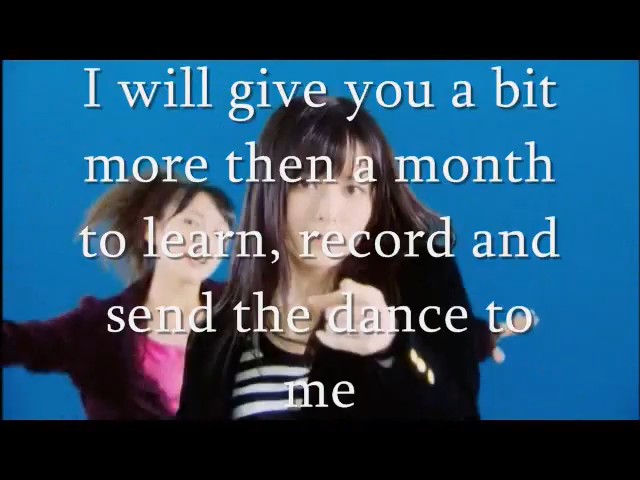 I will give you a bit
more then a month
to learn, record and
send the dance to
me